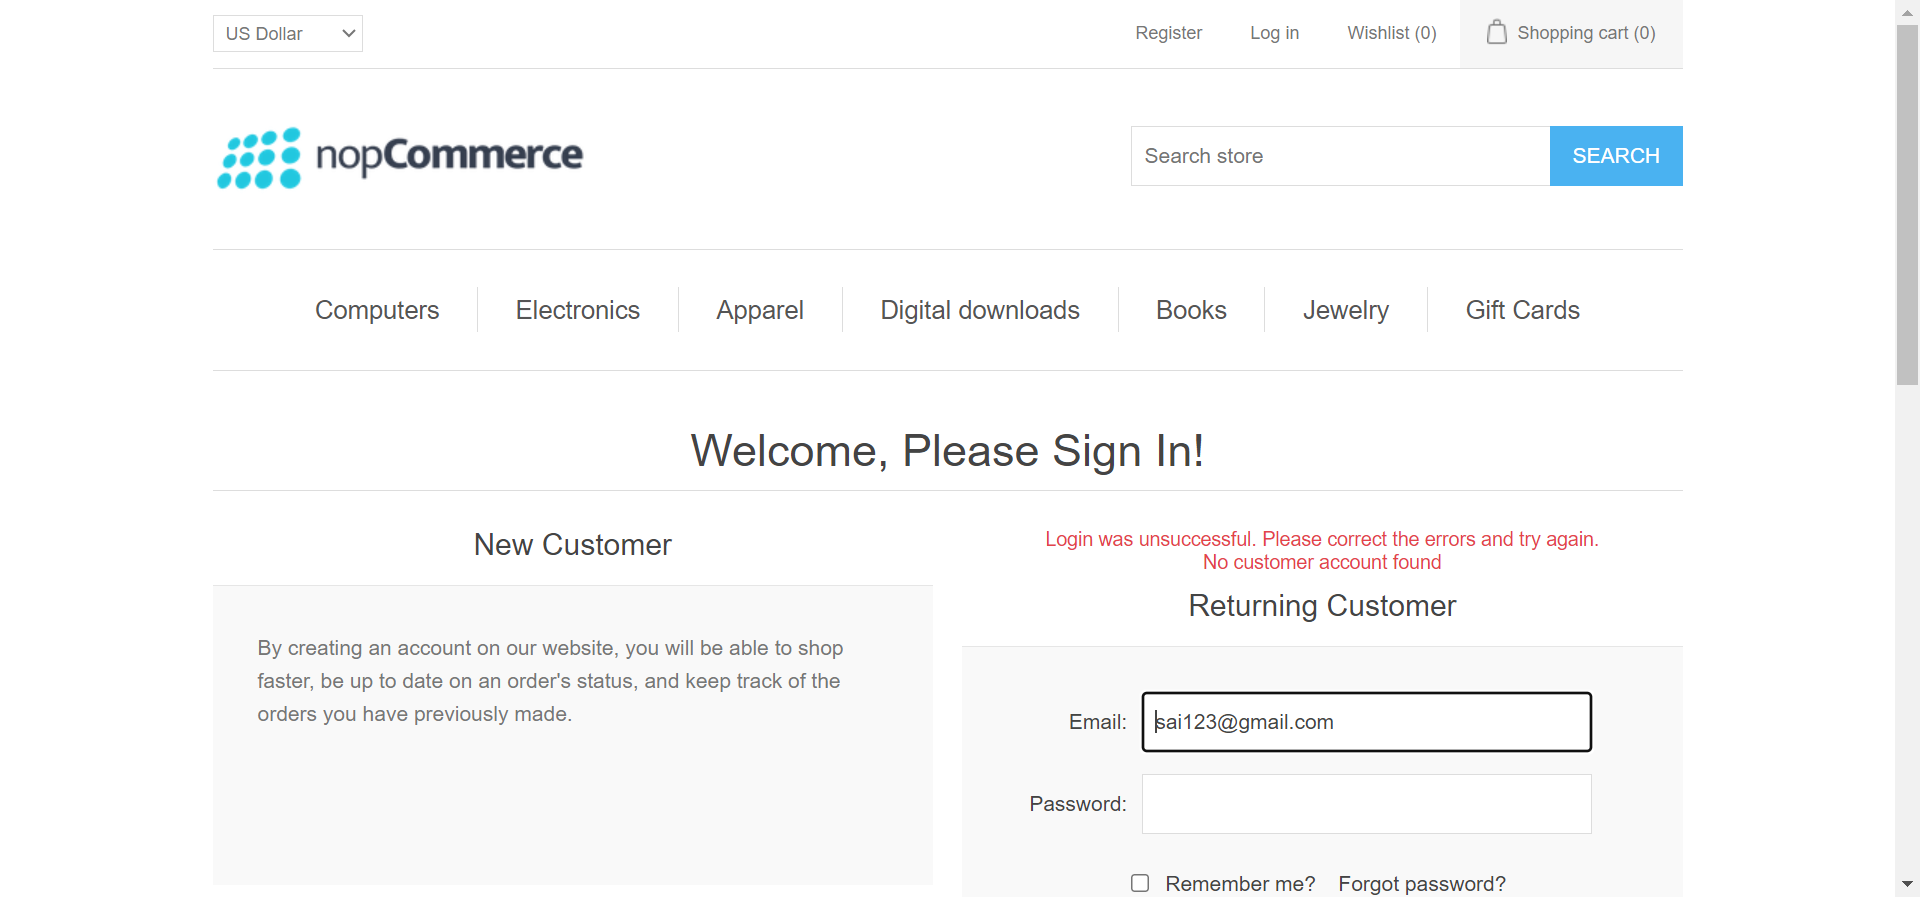 US Dollar
Register
Log in
Wishlist (0)
Shopping cart (0)
nopCommerce
Search store
SEARCH
Computers
Electronics
Apparel
Digital downloads
Books
Jewelry
Gift Cards
Welcome, Please Sign In!
New Customer
By creating an account on our website, you will be able to shop
faster, be up to date on an order's status, and keep track of the
orders you have previously made.
Login was unsuccessful. Please correct the errors and try again.
No customer account found
Returning Customer
Email:
sai123@gmail.com
Password:
Remember me?
Forgot password?